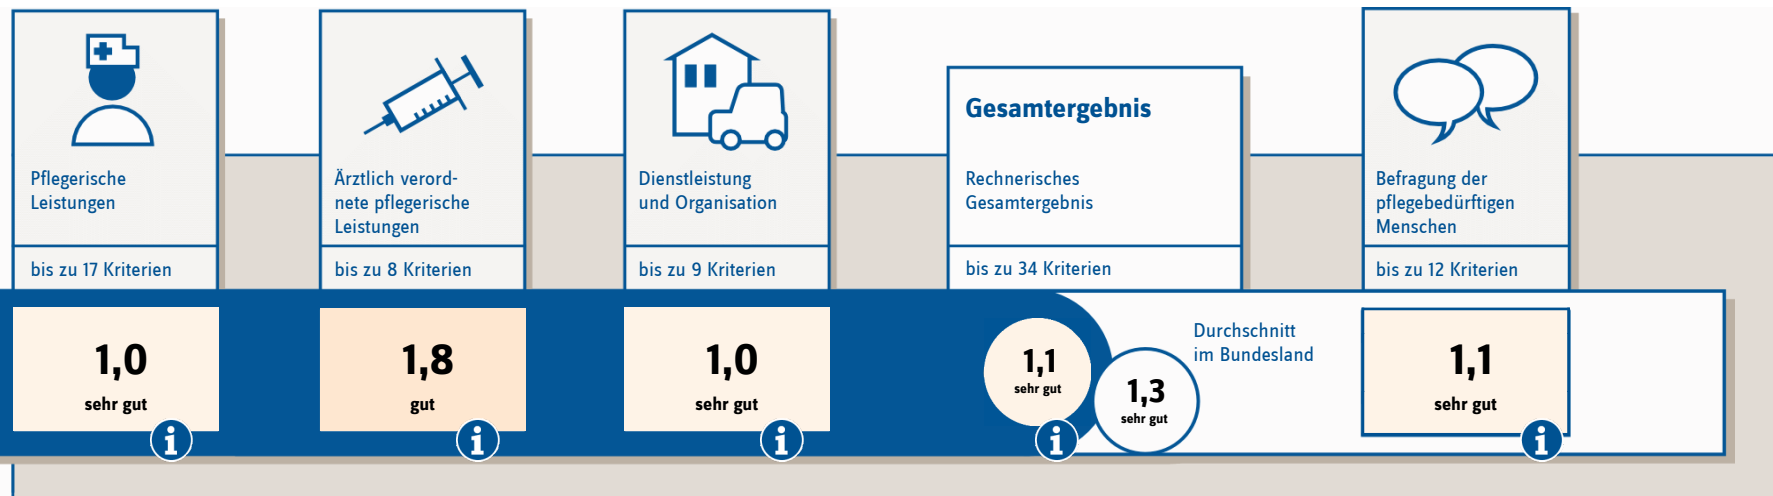 Pflegerische
Leistungen
bis zu 17 Kriterien
1,0
sehr gut
i
Ärztlich verord-
nete pflegerische
Leistungen
bis zu 8 Kriterien
1,8
gut
i
Dienstleistung
und Organisation
bis zu 9 Kriterien
1,0
sehr gut
i
Gesamtergebnis
Rechnerisches
Gesamtergebnis
bis zu 34 Kriterien
1,1
sehr gut
i
1,3
sehr gut
Durchschnitt
im Bundesland
Befragung der
pflegebedürftigen
Menschen
bis zu 12 Kriterien
1,1
sehr gut
i